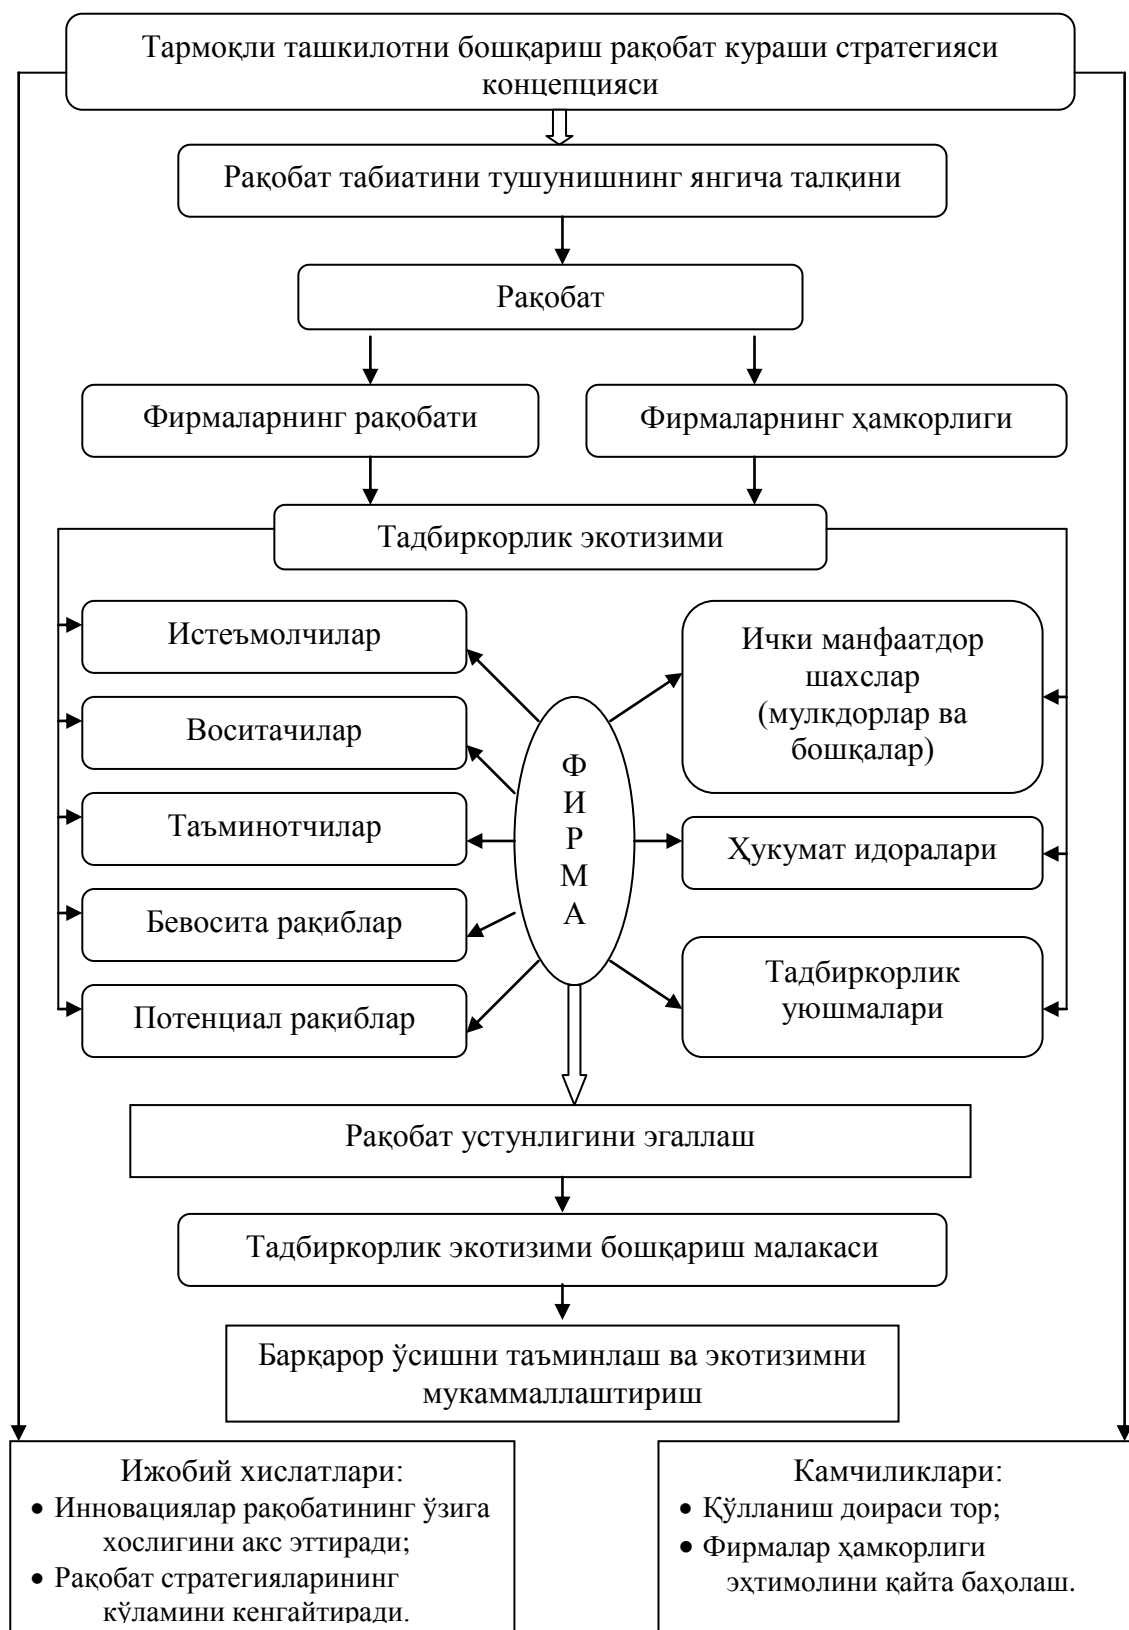 Тармоқли ташкилотни бошқариш рақобат кураши стратегияси
концепцияси
Рақобат табиатини тушунишнинг янгича талқини
Рақобат
Фирмаларнинг рақобати
Фирмаларнинг ҳамкорлиги
Тадбиркорлик экотизими
Истеъмолчилар
Воситачилар
Таъминотчилар
Бевосита рақиблар
Потенциал рақиблар
Ф
И
Р
М
А
Ички манфаатдор
шахслар
(мулкдорлар ва
бошқалар)
Ҳукумат идоралари
Тадбиркорлик
уюшмалари
Рақобат устунлигини эгаллаш
Тадбиркорлик экотизими бошқариш малакаси
Барқарор ўсишни таъминлаш ва экотизимни
мукаммаллаштириш
Ижобий хислатлари:
• Инновациялар рақобатининг ўзига
хослигини акс эттиради;
• Рақобат стратегияларининг
кўламини кенгайтиради.
Камчиликлари:
• Қўлланиш доираси тор;
• Фирмалар ҳамкорлиги
эҳтимолини қайта баҳолаш.